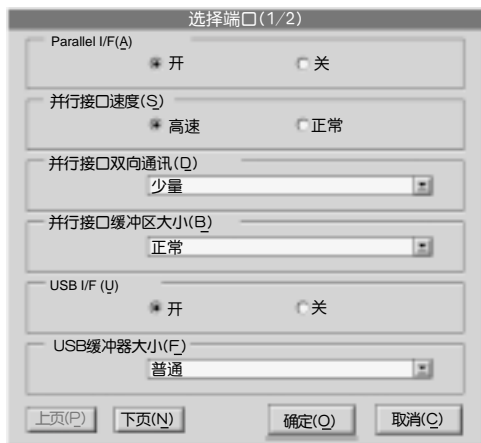 选择端口(1/2)
Parallel I/F(A)
开 关
并行接口速度(S)
高速 正常
并行接口双向通讯(D)
少量
并行接口缓冲区大小(B)
正常
USB I/F (U)
开 关
USB缓冲器大小(F)
普通
上页(P) 下页(N) 确定(O) 取消(C)